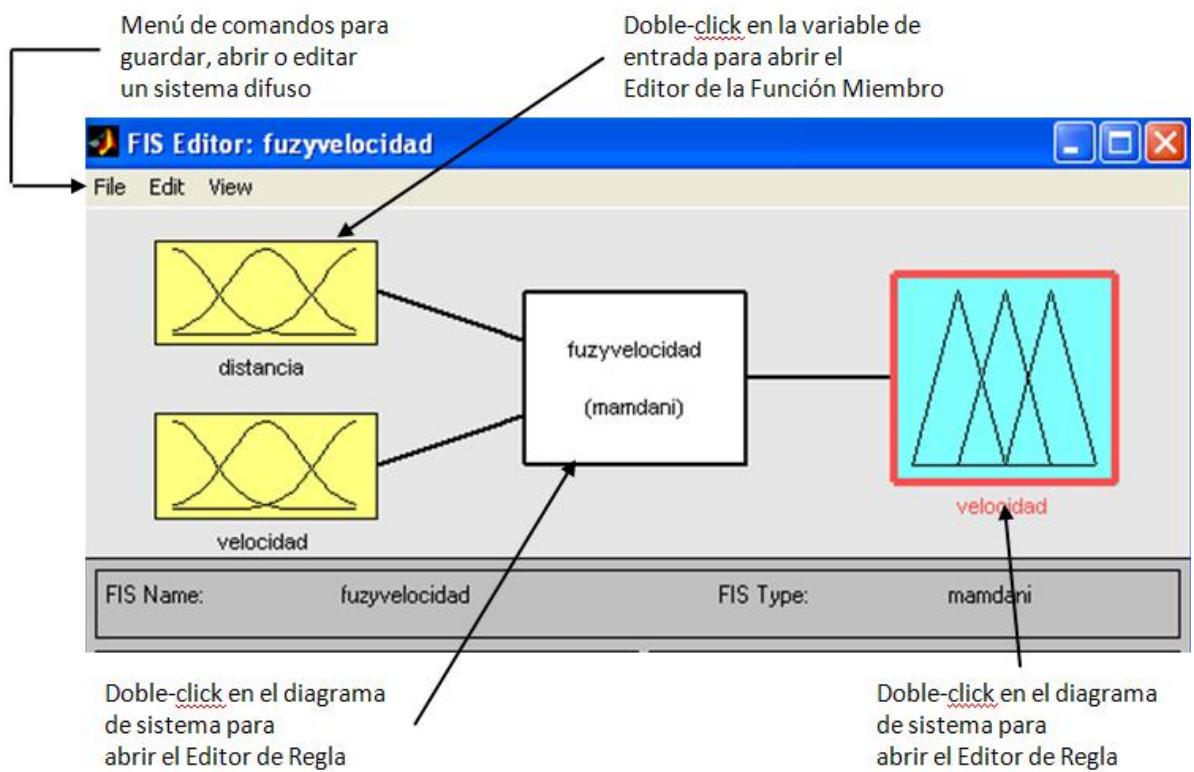 Menú de comandos para
guardar, abrir o editar
un sistema difuso
Doble-click en la variable de
entrada para abrir el
Editor de la Función Miembro
FIS Editor: fuzyvelocidad
File Edit View
distancia
velocidad
fuzyvelocidad
(mamdani)
velocidad
FIS Name: fuzyvelocidad FIS Type: mamdani
Doble-click en el diagrama
de sistema para
abrir el Editor de Regla
Doble-click en el diagrama
de sistema para
abrir el Editor de Regla